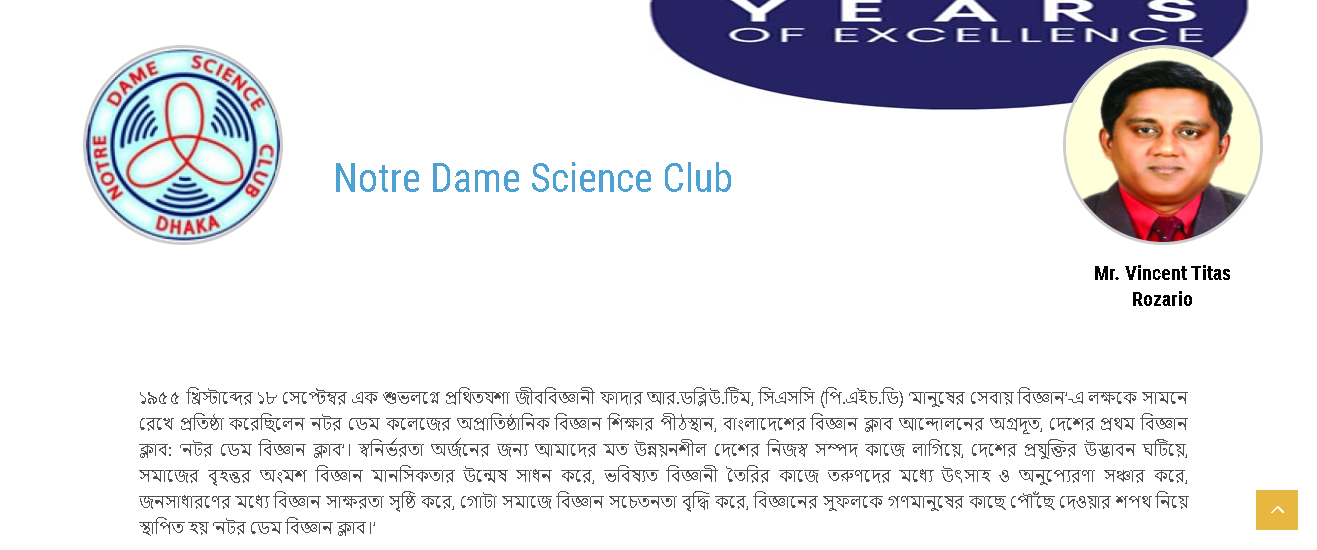 YEARS
OF EXCELLENCE
NOTRE DAME SCIENCE CLUB
DHAKA
Notre Dame Science Club
Mr. Vincent Titas
Rozario
১৯৫৫ খ্রিস্টাব্দের ১৮ সেপ্টেম্বর এক শুভলগ্নে প্রথিতযশা জীববিজ্ঞানী ফাদার আর.ডব্লিউ.টিম, সিএসসি (পি.এইচ.ডি) ‘মানুষের সেবায় বিজ্ঞান’-এ লক্ষকে সামনে
রেখে প্রতিষ্ঠা করেছিলেন নটর ডেম কলেজের অপ্রাতিষ্ঠানিক বিজ্ঞান শিক্ষার পীঠস্থান, বাংলাদেশের বিজ্ঞান ক্লাব আন্দোলনের অগ্রদূত, দেশের প্রথম বিজ্ঞান
ক্লাব: ‘নটর ডেম বিজ্ঞান ক্লাব’। স্বনির্ভরতা অর্জনের জন্য আমাদের মত উন্নয়নশীল দেশের নিজস্ব সম্পদ কাজে লাগিয়ে, দেশের প্রযুক্তির উদ্ভাবন ঘটিয়ে,
সমাজের বৃহত্তর অংমশ বিজ্ঞান মানসিকতার উন্মেষ সাধন করে, ভবিষ্যত বিজ্ঞানী তৈরির কাজে তরুণদের মধ্যে উৎসাহ ও অনুপ্যেরণা সঞ্চার করে,
জনসাধারণের মধ্যে বিজ্ঞান সাক্ষরতা সৃষ্ঠি করে, গোটা সমাজে বিজ্ঞান সচেতনতা বৃদ্ধি করে, বিজ্ঞানের সুফলকে গণমানুষের কাছে পৌঁছে দেওয়ার শপথ নিয়ে
স্থাপিত হয় ‘নটর ডেম বিজ্ঞান ক্লাব।’